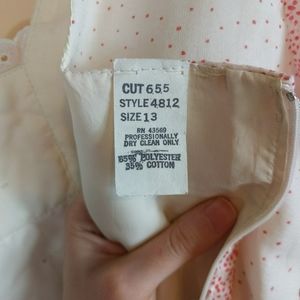 CUT 655
STYLE 4812
SIZE 13
RN 43569
PROFESSIONALLY
DRY CLEAN ONLY
65% POLYESTER
35% COTTON